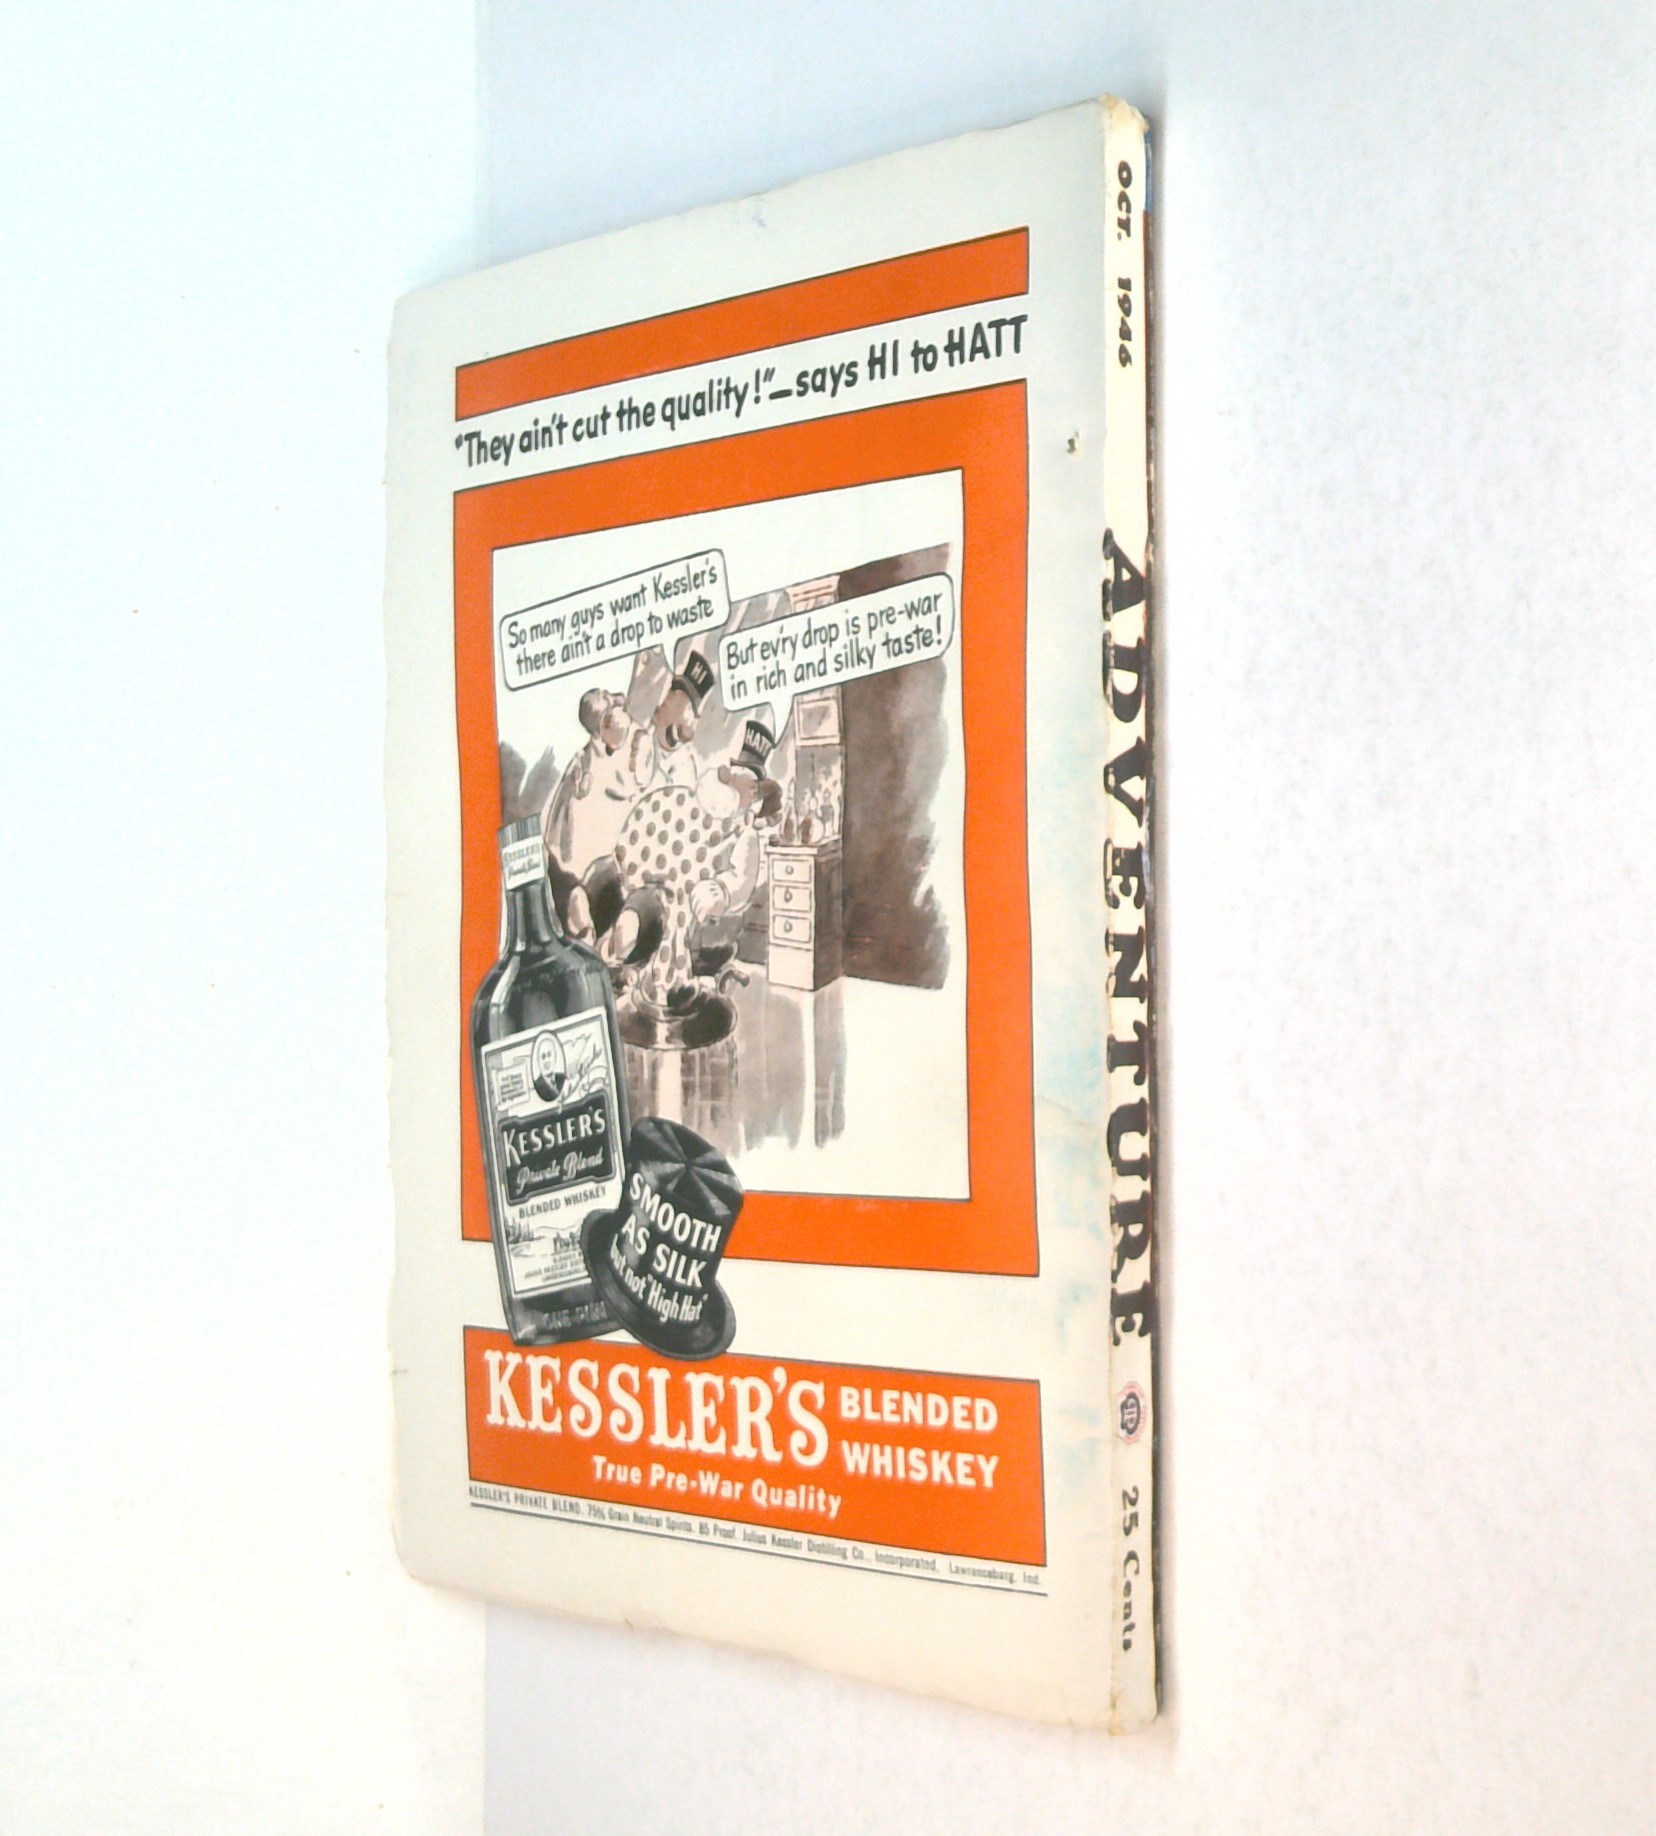 "They ain't cut the quality!"—says HI to HATT
So many guys want Kessler's
there ain't a drop to waste
But ev'ry drop is pre-war
in rich and silky taste!
HI
HATT
KESSLER'S
KESSLER'S
Private Blend
BLENDED WHISKEY
SMOOTH
AS SILK
but not "High Hat"
KESSLER'S BLENDED
WHISKEY
True Pre-War Quality
KESSLER'S PRIVATE BLEND. 75% Grain Neutral Spirits. 85 Proof. Julius Kessler Distilling Co., Incorporated, Lawrenceburg, Ind.
OCT. 1946 ADVENTURE 25 Cents